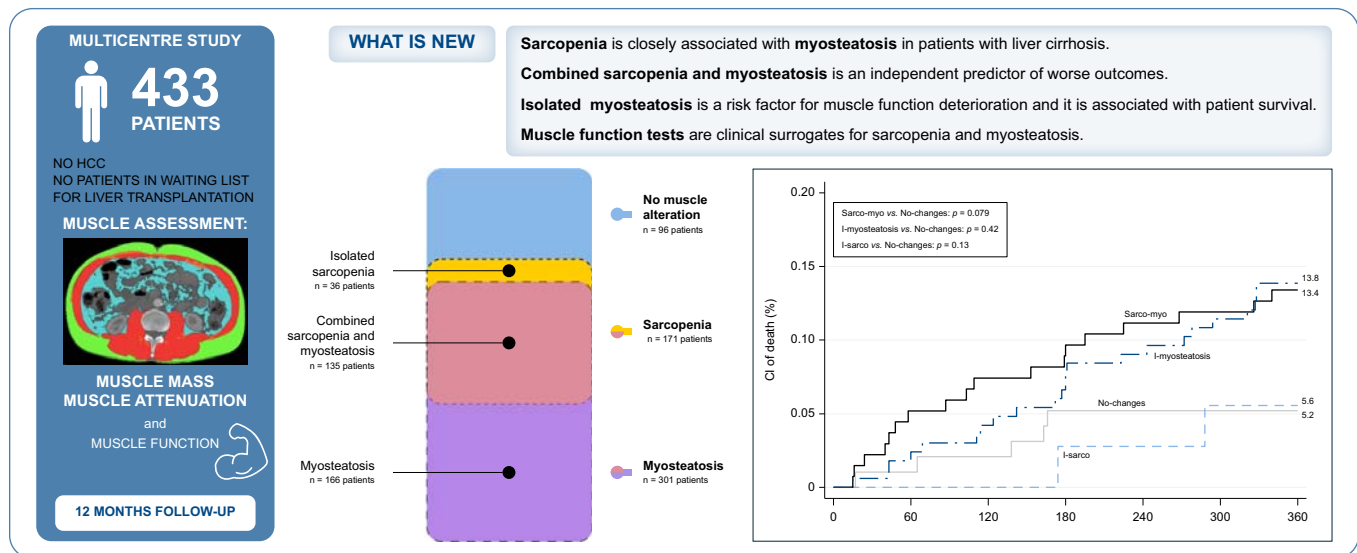 MULTICENTRE STUDY
433
PATIENTS
NO HCC
NO PATIENTS IN WAITING LIST
FOR LIVER TRANSPLANTATION
MUSCLE ASSESSMENT:
MUSCLE MASS
MUSCLE ATTENUATION
and
MUSCLE FUNCTION
12 MONTHS FOLLOW-UP
WHAT IS NEW
Sarcopenia is closely associated with myosteatosis in patients with liver cirrhosis.
Combined sarcopenia and myosteatosis is an independent predictor of worse outcomes.
Isolated myosteatosis is a risk factor for muscle function deterioration and it is associated with patient survival.
Muscle function tests are clinical surrogates for sarcopenia and myosteatosis.
Isolated
sarcopenia
n = 36 patients
Combined
sarcopenia and
myosteatosis
n = 135 patients
Myosteatosis
n = 166 patients
No muscle
alteration
n = 96 patients
Sarcopenia
n = 171 patients
Myosteatosis
n = 301 patients
CI of death (%)
0.20
0.15
0.10
0.05
0
Sarco-myo vs. No-changes: p = 0.079
I-myosteatosis vs. No-changes: p = 0.42
I-sarco vs. No-changes: p = 0.13
Sarco-myo
I-myosteatosis
No-changes
I-sarco
13.8
13.4
5.6
5.2
0 60 120 180 240 300 360